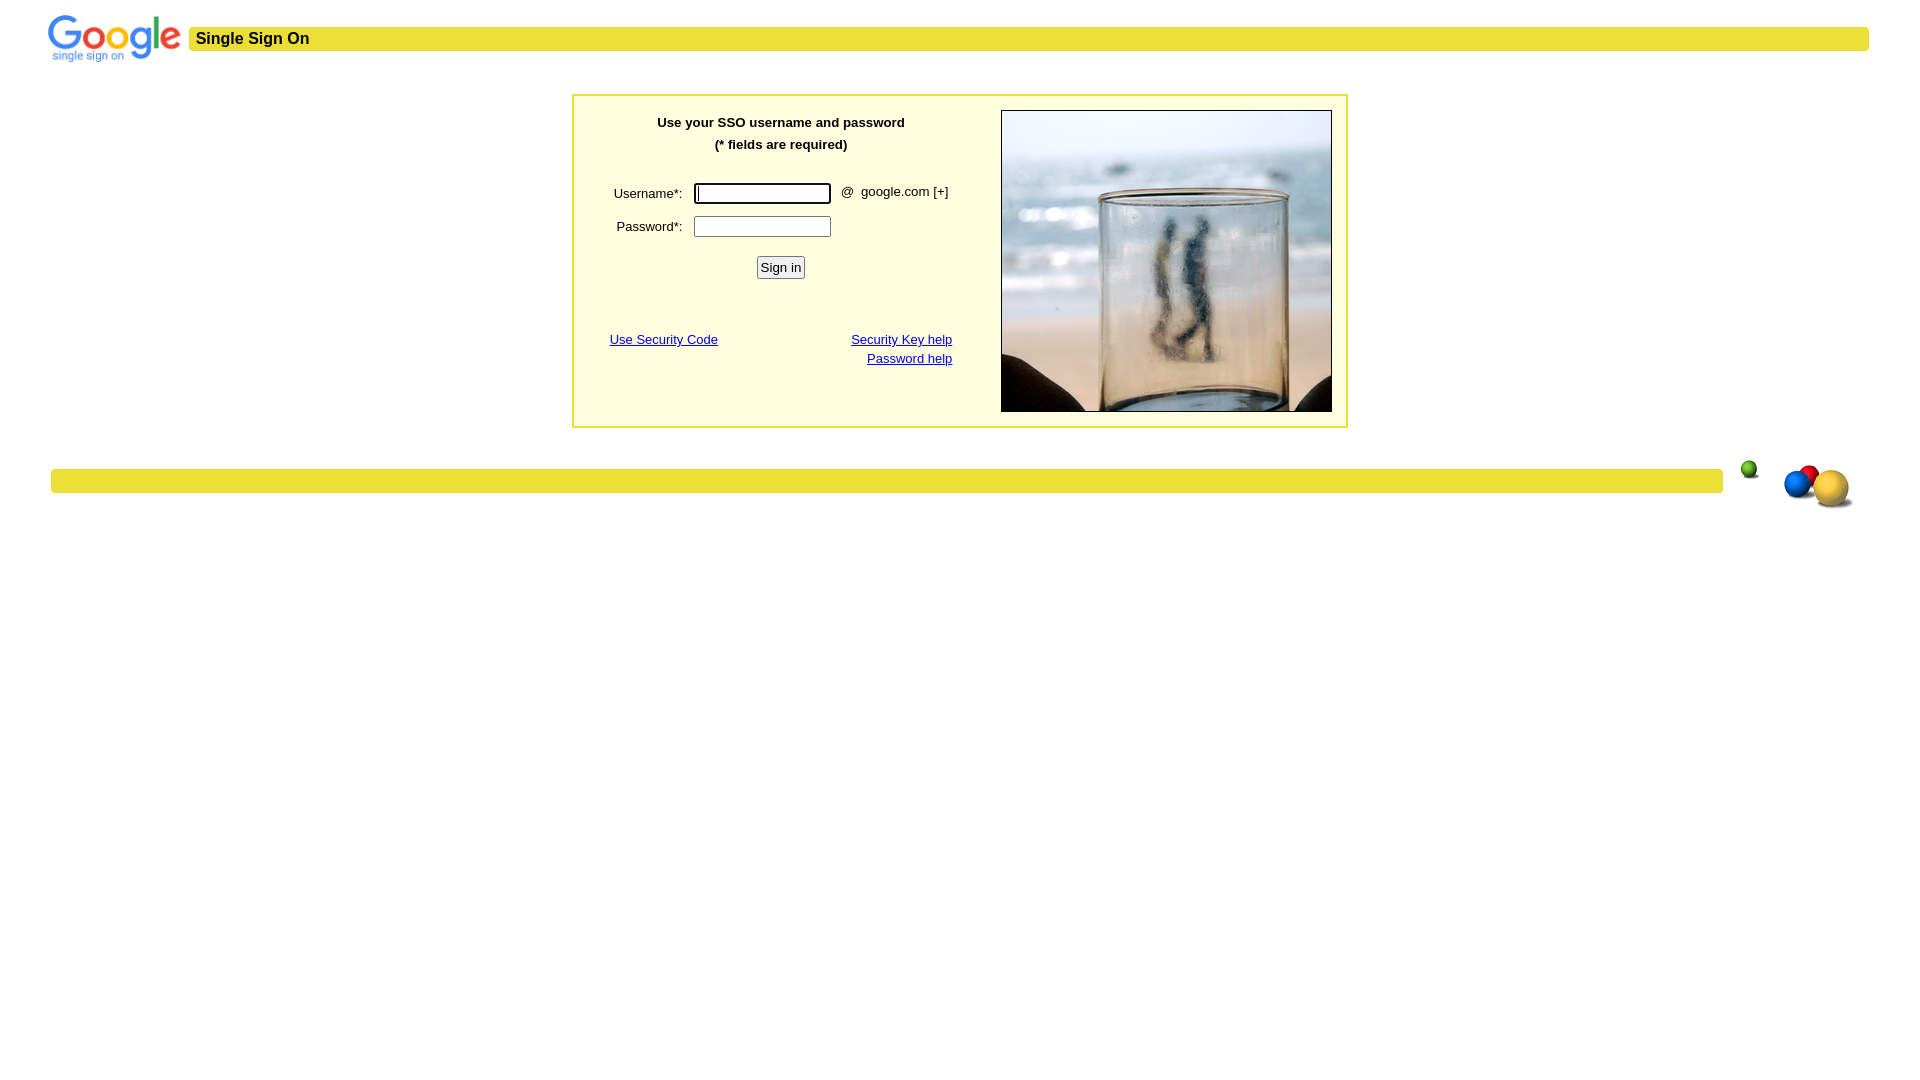 Google
single sign on
Single Sign On
Use your SSO username and password
(* fields are required)
Username*:
@ google.com [+]
Password*:
Sign in
Use Security Code
Security Key help
Password help